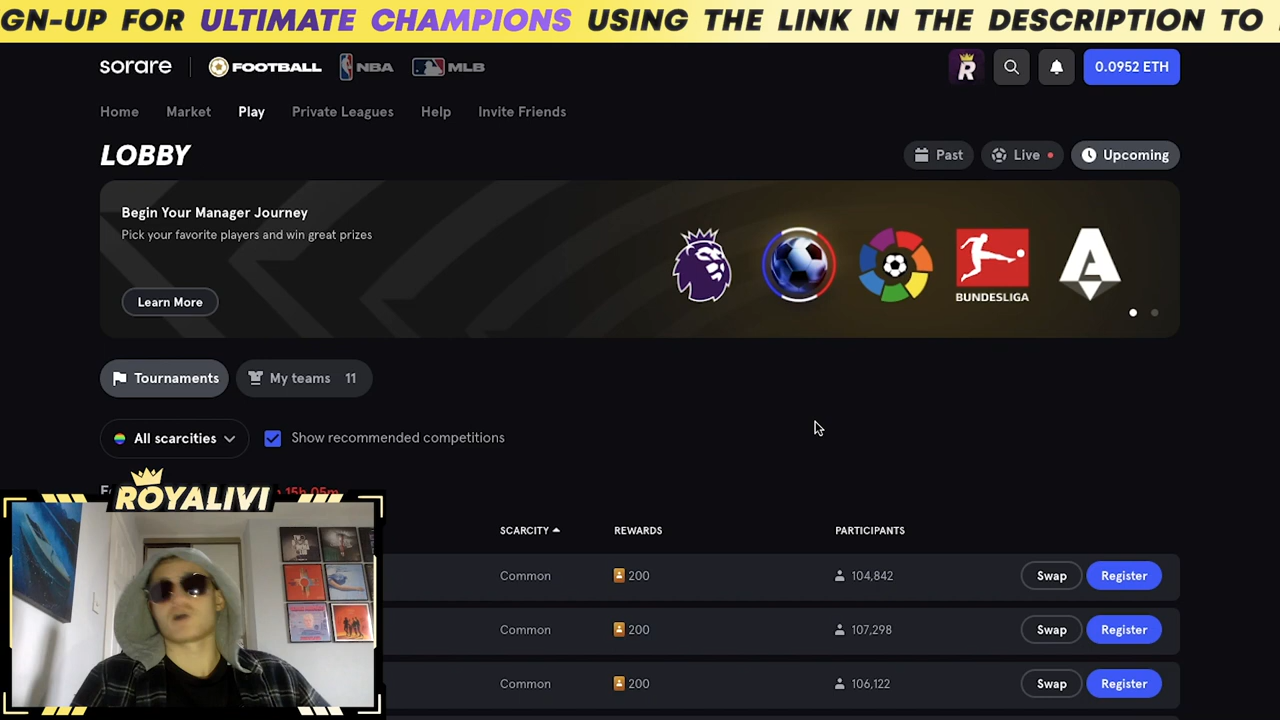 GN-UP FOR ULTIMATE CHAMPIONS USING THE LINK IN THE DESCRIPTION TO
sorare FOOTBALL NBA MLB R 0.0952 ETH
Home Market Play Private Leagues Help Invite Friends
LOBBY Past Live Upcoming
Begin Your Manager Journey
Pick your favorite players and win great prizes
Learn More
BUNDESLIGA
Tournaments My teams 11
All scarcities Show recommended competitions
15h 05m
ROYALIVI
SCARCITY REWARDS PARTICIPANTS
Common 200 104,842 Swap Register
Common 200 107,298 Swap Register
Common 200 106,122 Swap Register